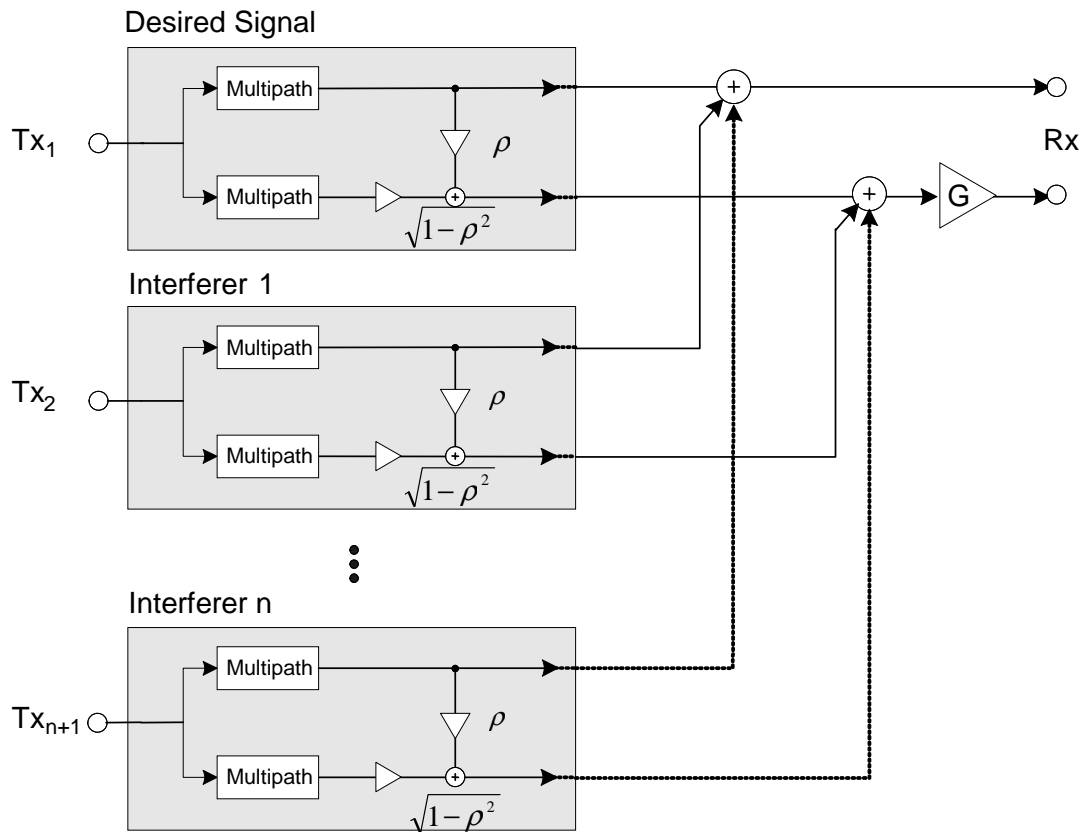 Desired Signal
Multipath
+
Tx₁
ρ
Rx
Multipath
+
+
G
√1−ρ²
Interferer 1
Multipath
Tx₂
ρ
Multipath
+
√1−ρ²
Interferer n
Multipath
Txₙ₊₁
ρ
Multipath
+
√1−ρ²